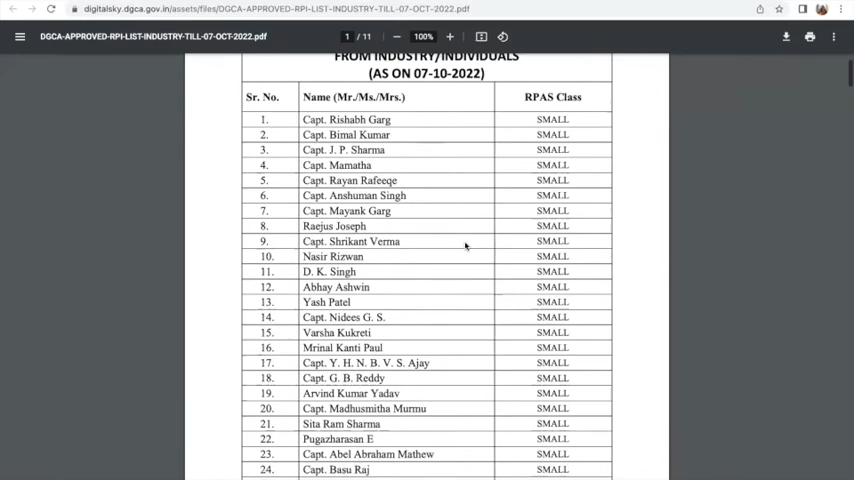 digitalsky.dgca.gov.in/assets/files/DGCA-APPROVED-RPI-LIST-INDUSTRY-TILL-07-OCT-2022.pdf
DGCA-APPROVED-RPI-LIST-INDUSTRY-TILL-07-OCT-2022.pdf 1 / 11 100%
FROM INDUSTRY/INDIVIDUALS
(AS ON 07-10-2022)
Sr. No. Name (Mr./Ms./Mrs.) RPAS Class
1. Capt. Rishabh Garg SMALL
2. Capt. Bimal Kumar SMALL
3. Capt. J. P. Sharma SMALL
4. Capt. Mamatha SMALL
5. Capt. Rayan Rafeeqe SMALL
6. Capt. Anshuman Singh SMALL
7. Capt. Mayank Garg SMALL
8. Raejus Joseph SMALL
9. Capt. Shrikant Verma SMALL
10. Nasir Rizwan SMALL
11. D. K. Singh SMALL
12. Abhay Ashwin SMALL
13. Yash Patel SMALL
14. Capt. Nidees G. S. SMALL
15. Varsha Kukreti SMALL
16. Mrinal Kanti Paul SMALL
17. Capt. Y. H. N. B. V. S. Ajay SMALL
18. Capt. G. B. Reddy SMALL
19. Arvind Kumar Yadav SMALL
20. Capt. Madhusmitha Murmu SMALL
21. Sita Ram Sharma SMALL
22. Pugazharasan E SMALL
23. Capt. Abel Abraham Mathew SMALL
24. Capt. Basu Raj SMALL